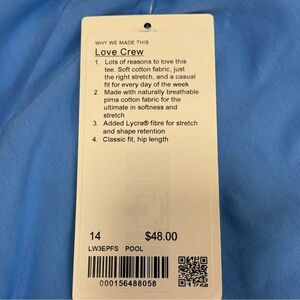 WHY WE MADE THIS
Love Crew
1. Lots of reasons to love this
tee. Soft cotton fabric, just
the right stretch, and a casual
fit for every day of the week
2. Made with naturally breathable
pima cotton fabric for the
ultimate in softness and
stretch
3. Added Lycra® fibre for stretch
and shape retention
4. Classic fit, hip length
14 $48.00
LW3EPFS POOL
000156488058